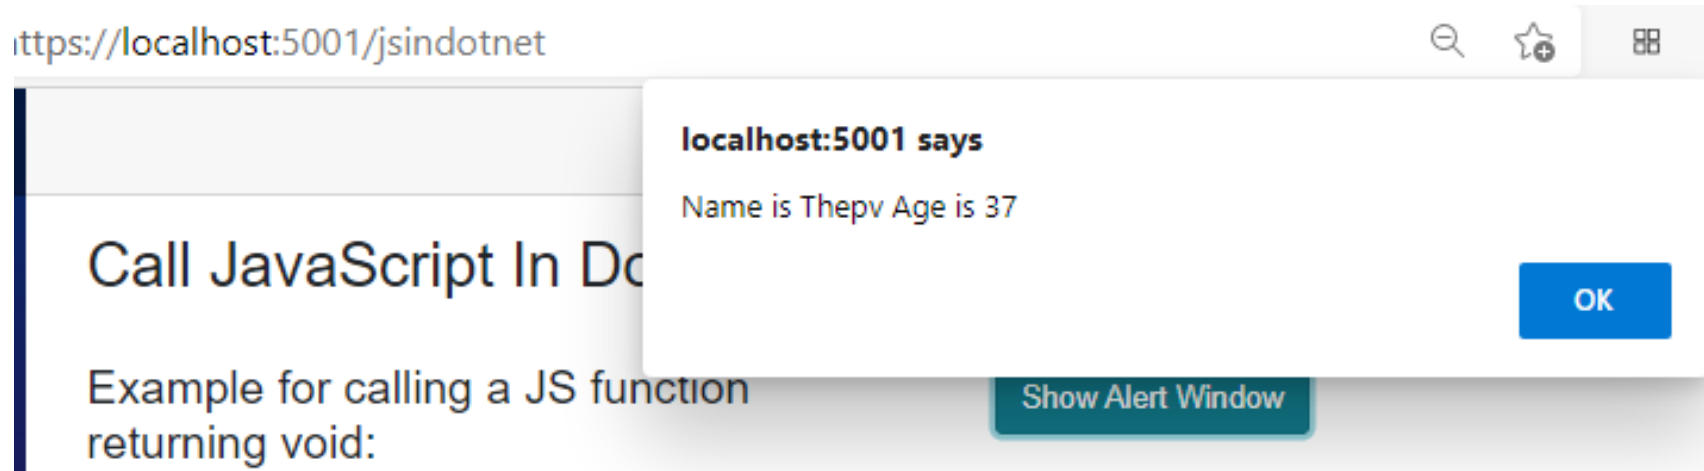 ttps://localhost:5001/jsindotnet
localhost:5001 says
Name is Thepv Age is 37
OK
Call JavaScript In Do
Example for calling a JS function
returning void:
Show Alert Window